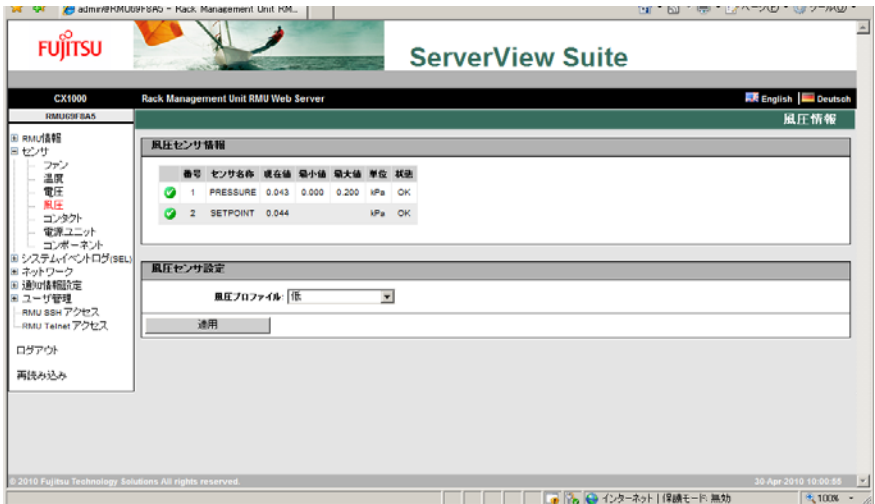 admin@RMU69F8A5 - Rack Management Unit RM...
ページ(P)
ツール(O)
FUJITSU
ServerView Suite
CX1000
Rack Management Unit RMU Web Server
English
Deutsch
RMU69F8A5
風圧情報
RMU情報
センサ
ファン
温度
電圧
風圧
コンタクト
電源ユニット
コンポーネント
システムイベントログ(SEL)
ネットワーク
通知情報設定
ユーザ管理
RMU SSH アクセス
RMU Telnet アクセス
ログアウト
再読み込み
風圧センサ情報
番号 センサ名称 現在値 最小値 最大値 単位 状態
1 PRESSURE 0.043 0.000 0.200 kPa OK
2 SETPOINT 0.044 kPa OK
風圧センサ設定
風圧プロファイル: 低
適用
© 2010 Fujitsu Technology Solutions All rights reserved.
30 Apr 2010 10:00:55
インターネット | 保護モード: 無効
100%